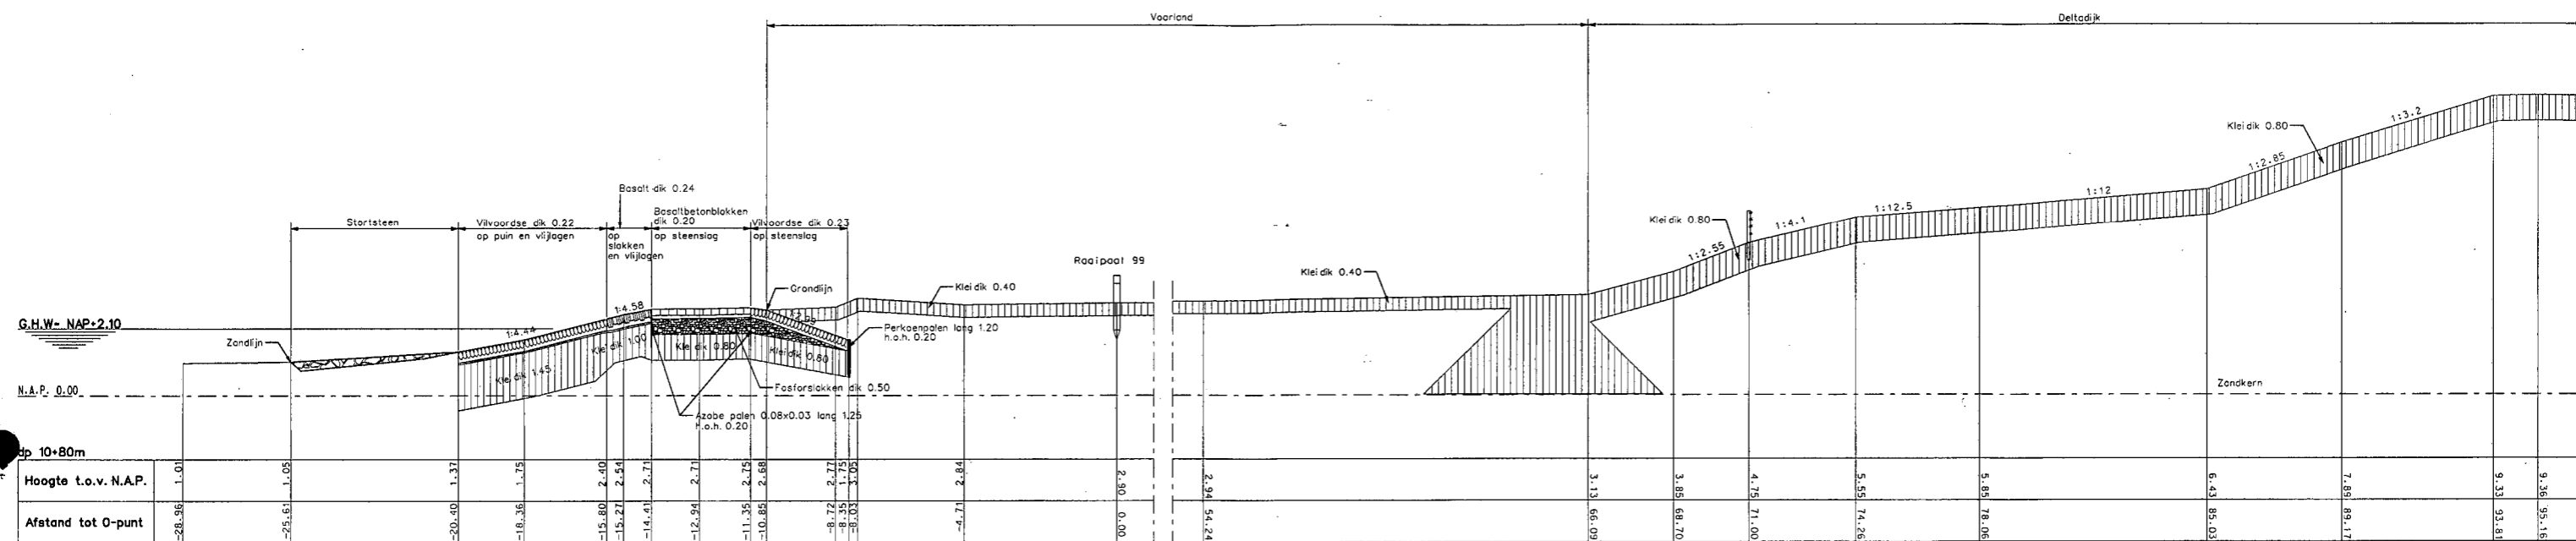 Voorland
Deltadijk
1:3.2
Klei dik 0.80
1:2.85
1:12
Basalt dik 0.24
Basaltbetonblokken
dik 0.20
Stortsteen
Vilvoordse dik 0.22
Vilvoordse dik 0.23
op puin en vlijlagen
op
slakken
en vlijlagen
op steenslag
op steenslag
1:12.5
Klei dik 0.80
1:4.1
1:2.55
Raaipaal 99
Klei dik 0.40
Grondlijn
Klei dik 0.40
1:4.58
G.H.W= NAP+2.10
1:4.44
Perkoenpalen lang 1.20
h.o.h. 0.20
Zandlijn
Klei dik 1.00
Klei dik 0.80
Klei dik 0.80
Klei dik 1.45
Fosforslakken dik 0.50
N.A.P. 0.00
Zandkern
Azobe palen 0.08x0.03 lang 1.25
h.o.h. 0.20
dp 10+80m
Hoogte t.o.v. N.A.P. 1.01 1.05 1.37 1.75 2.40 2.54 2.71 2.71 2.75 2.68 2.77 1.75 3.05 2.84 2.90 2.94 3.13 3.85 4.75 5.55 5.85 6.43 7.89 9.33 9.36
Afstand tot 0-punt -28.96 -25.61 -20.40 -18.36 -15.80 -15.27 -14.41 -12.94 -11.35 -10.85 -8.72 -8.35 -8.03 -4.71 0.00 54.24 66.09 68.70 71.00 74.26 78.06 85.03 89.17 93.81 95.16